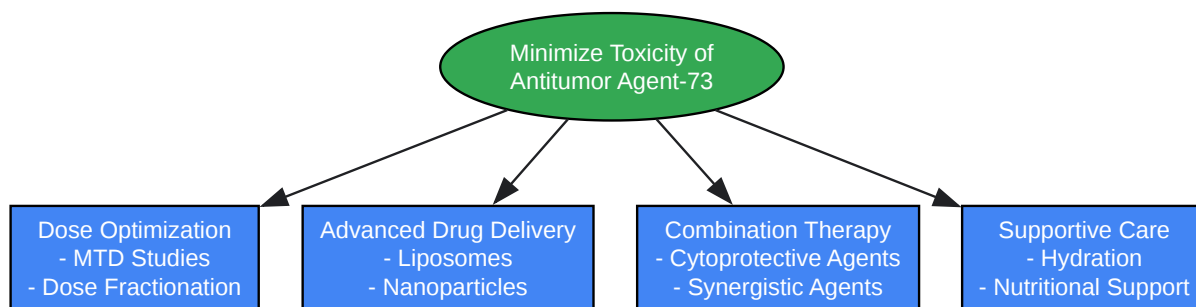 Minimize Toxicity of
Antitumor Agent-73
Dose Optimization
- MTD Studies
- Dose Fractionation
Advanced Drug Delivery
- Liposomes
- Nanoparticles
Combination Therapy
- Cytoprotective Agents
- Synergistic Agents
Supportive Care
- Hydration
- Nutritional Support